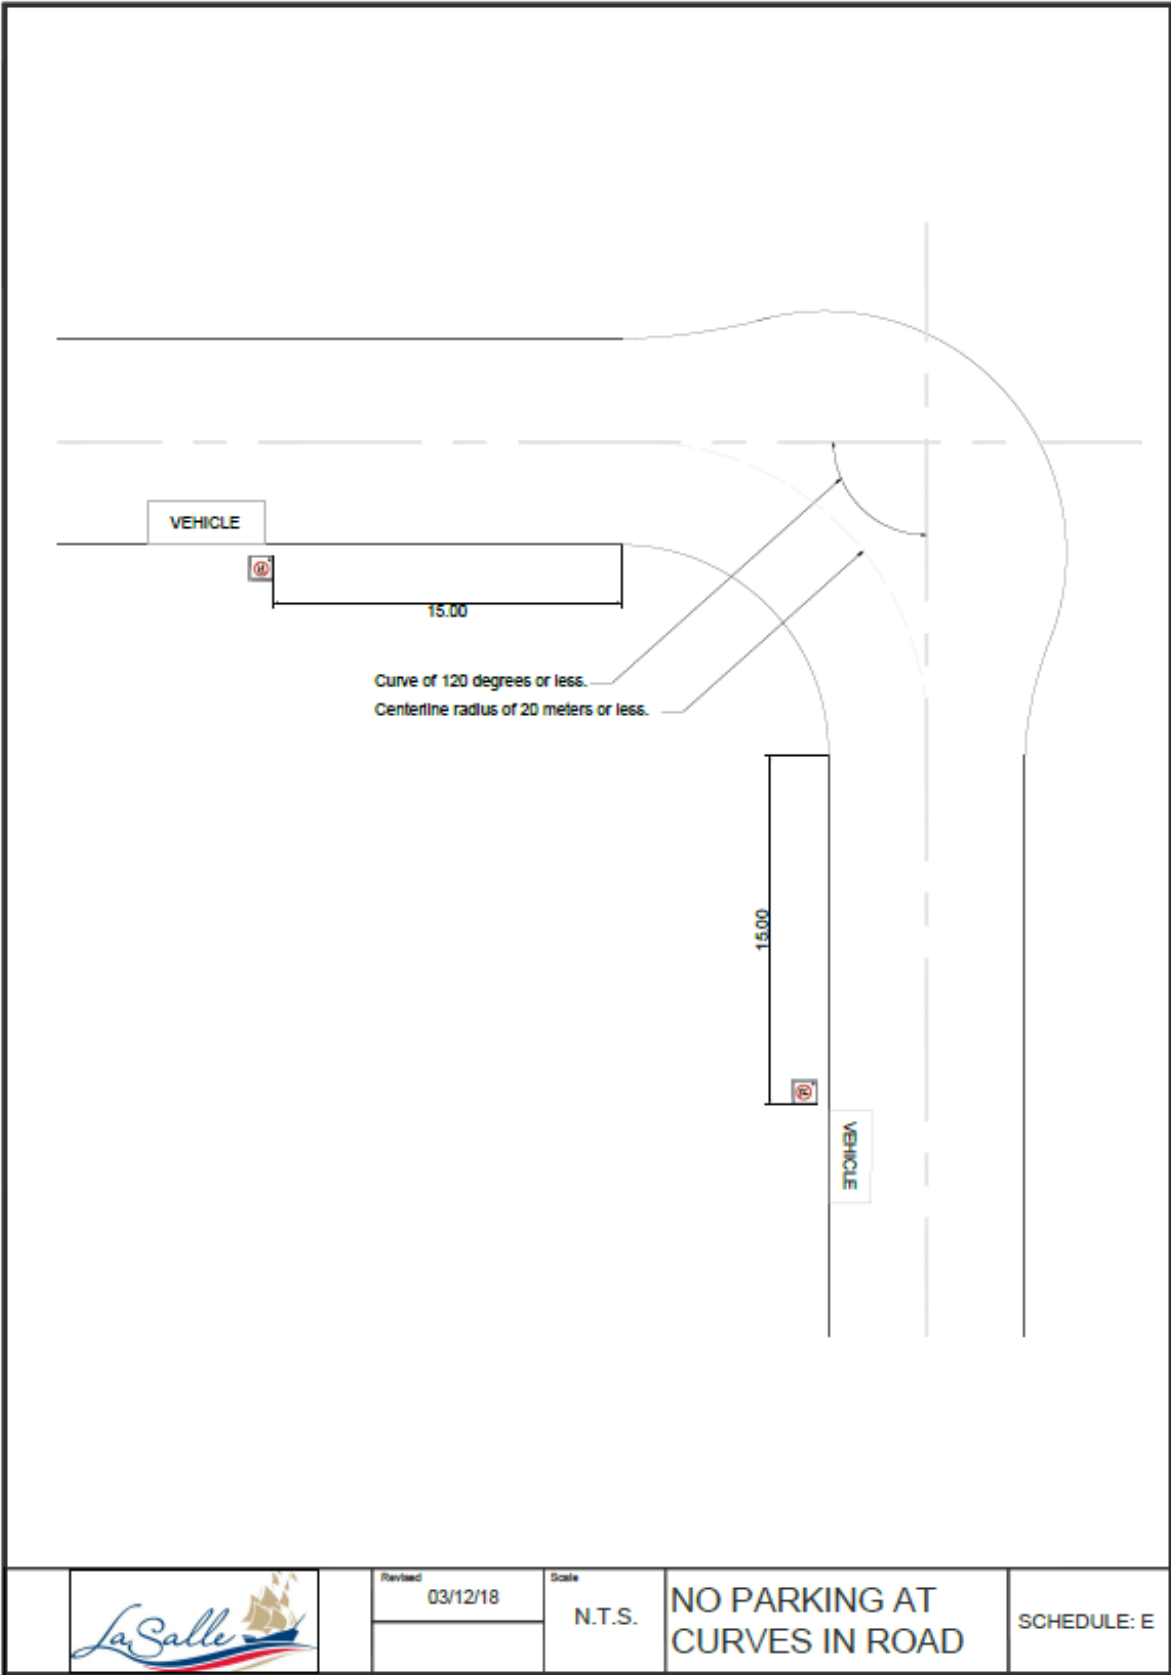 VEHICLE
15.00
Curve of 120 degrees or less.
Centerline radius of 20 meters or less.
15.00
VEHICLE
LaSalle
Revised
03/12/18
Scale
N.T.S.
NO PARKING AT
CURVES IN ROAD
SCHEDULE: E